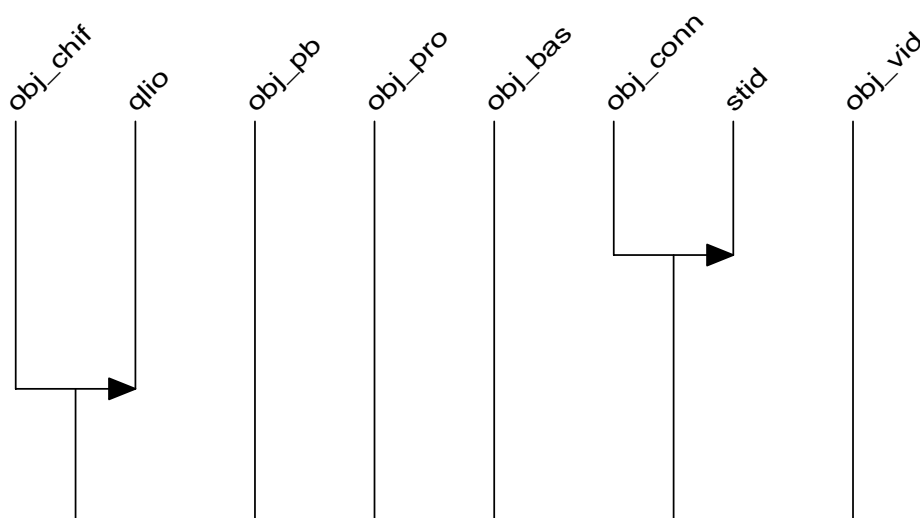 obj_chif
qlio
obj_pb
obj_pro
obj_bas
obj_conn
stid
obj_vid